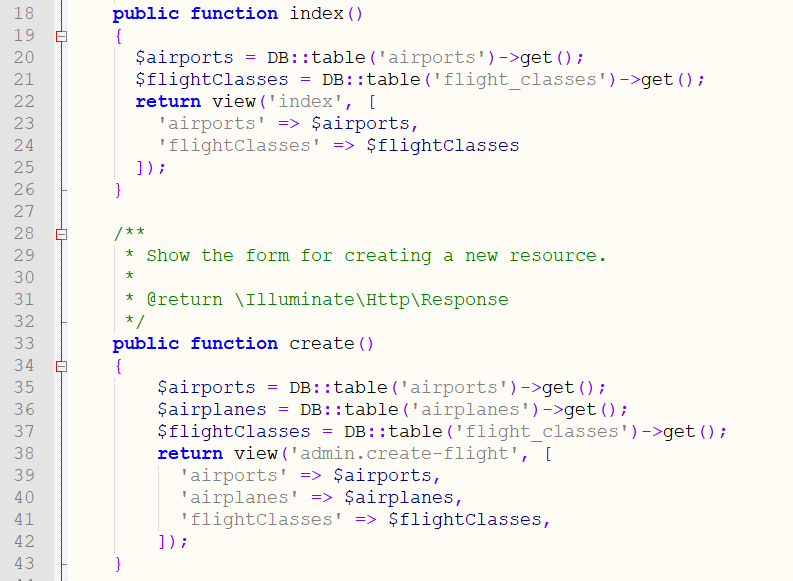 18 public function index()
19 {
20 $airports = DB::table('airports')->get();
21 $flightClasses = DB::table('flight_classes')->get();
22 return view('index', [
23 'airports' => $airports,
24 'flightClasses' => $flightClasses
25 ]);
26 }
27
28 /**
29 * Show the form for creating a new resource.
30 *
31 * @return \Illuminate\Http\Response
32 */
33 public function create()
34 {
35 $airports = DB::table('airports')->get();
36 $airplanes = DB::table('airplanes')->get();
37 $flightClasses = DB::table('flight_classes')->get();
38 return view('admin.create-flight', [
39 'airports' => $airports,
40 'airplanes' => $airplanes,
41 'flightClasses' => $flightClasses,
42 ]);
43 }